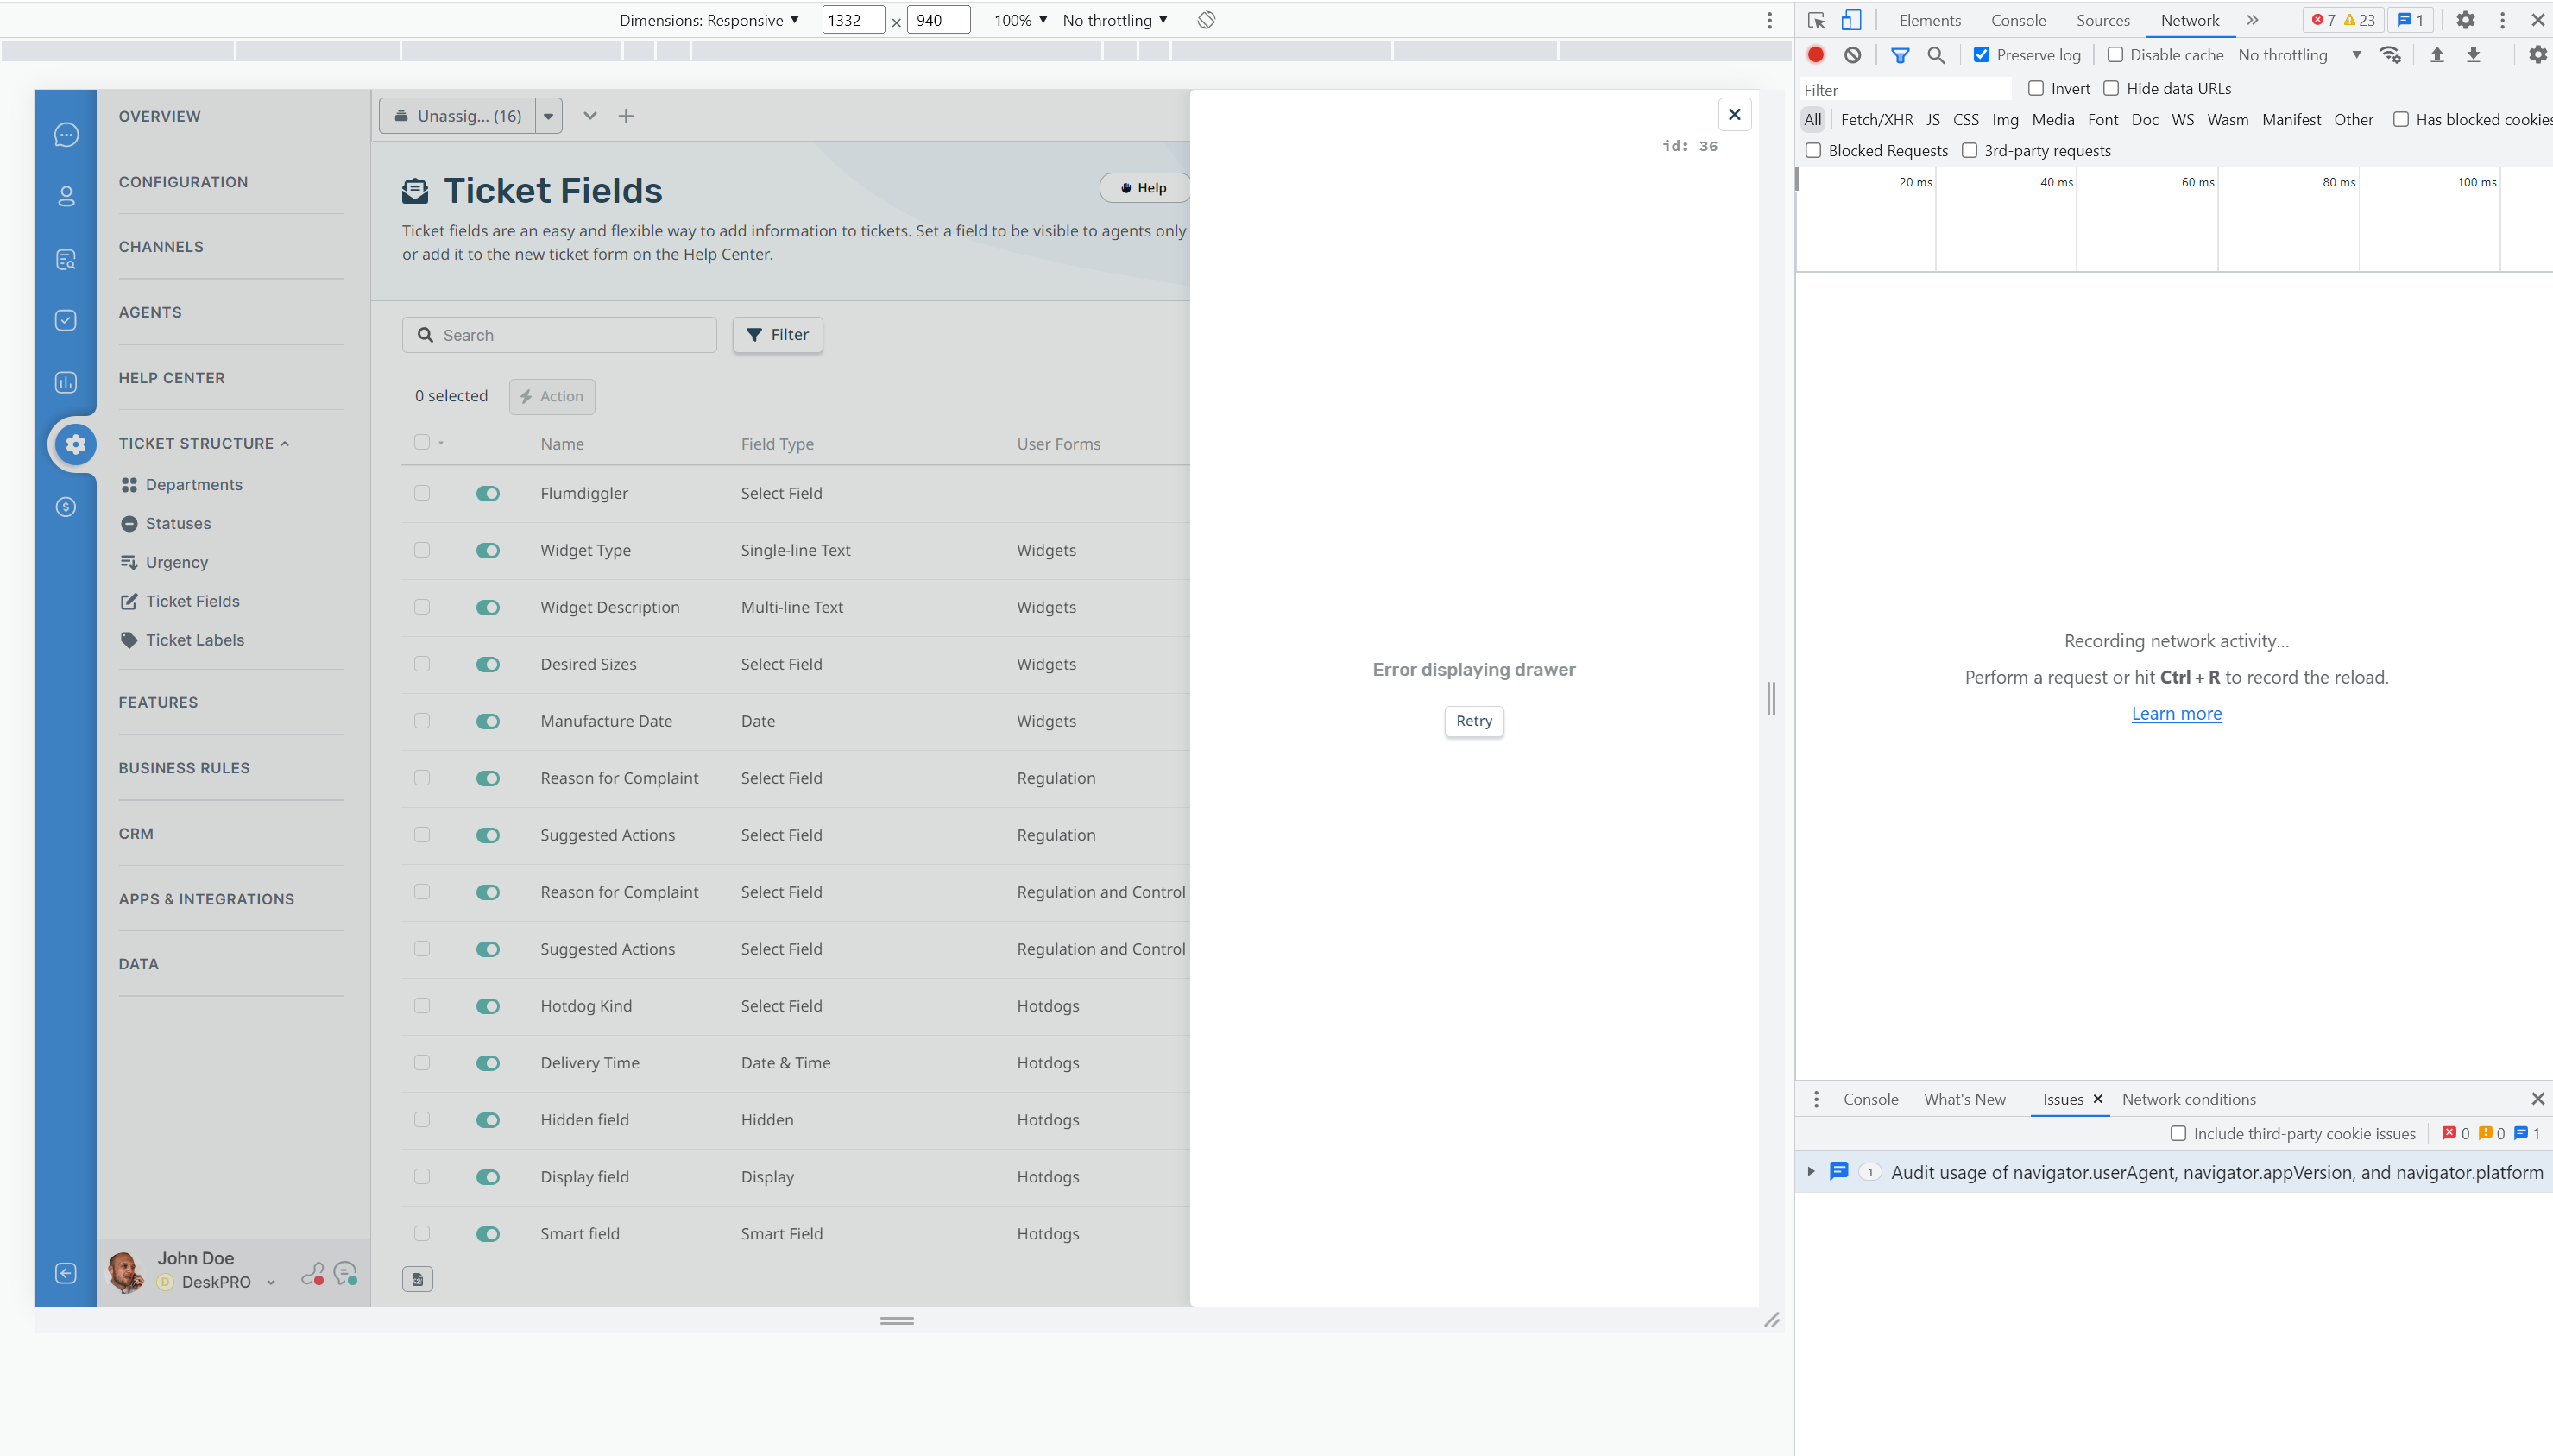 Dimensions: Responsive ▼ 1332 × 940 100% ▼ No throttling ▼
Elements Console Sources Network 7 23 1
Preserve log Disable cache No throttling ▼
Filter Invert Hide data URLs
All Fetch/XHR JS CSS Img Media Font Doc WS Wasm Manifest Other Has blocked cookies
Blocked Requests 3rd-party requests
20 ms 40 ms 60 ms 80 ms 100 ms
Recording network activity...
Perform a request or hit Ctrl + R to record the reload.
Learn more
Console What's New Issues Network conditions
Include third-party cookie issues 0 0 1
1 Audit usage of navigator.userAgent, navigator.appVersion, and navigator.platform
OVERVIEW
CONFIGURATION
CHANNELS
AGENTS
HELP CENTER
TICKET STRUCTURE
Departments
Statuses
Urgency
Ticket Fields
Ticket Labels
FEATURES
BUSINESS RULES
CRM
APPS & INTEGRATIONS
DATA
John Doe
D DeskPRO
Unassig... (16)
Ticket Fields
Help
Ticket fields are an easy and flexible way to add information to tickets. Set a field to be visible to agents only
or add it to the new ticket form on the Help Center.
Search Filter
0 selected Action
Name Field Type User Forms
Flumdiggler Select Field
Widget Type Single-line Text Widgets
Widget Description Multi-line Text Widgets
Desired Sizes Select Field Widgets
Manufacture Date Date Widgets
Reason for Complaint Select Field Regulation
Suggested Actions Select Field Regulation
Reason for Complaint Select Field Regulation and Control
Suggested Actions Select Field Regulation and Control
Hotdog Kind Select Field Hotdogs
Delivery Time Date & Time Hotdogs
Hidden field Hidden Hotdogs
Display field Display Hotdogs
Smart field Smart Field Hotdogs
id: 36
Error displaying drawer
Retry